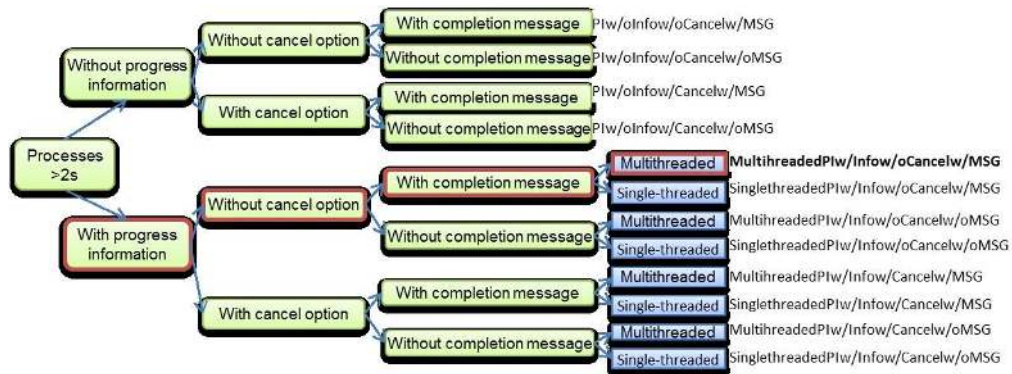 With completion message
PIw/oInfow/oCancelw/MSG
Without cancel option
Without completion message
PIw/oInfow/oCancelw/oMSG
Without progress
information
With completion message
PIw/oInfow/Cancelw/MSG
With cancel option
Without completion message
PIw/oInfow/Cancelw/oMSG
Processes
>2s
Multithreaded
MultithreadedPIw/Infow/oCancelw/MSG
With completion message
Single-threaded
SinglethreadedPIw/Infow/oCancelw/MSG
Without cancel option
Multithreaded
MultihreadedPIw/Infow/oCancelw/oMSG
Without completion message
Single-threaded
SinglethreadedPIw/Infow/oCancelw/oMSG
With progress
information
Multithreaded
MultihreadedPIw/Infow/Cancelw/MSG
With completion message
Single-threaded
SinglethreadedPIw/Infow/Cancelw/MSG
With cancel option
Multithreaded
MultihreadedPIw/Infow/Cancelw/oMSG
Without completion message
Single-threaded
SinglethreadedPIw/Infow/Cancelw/oMSG